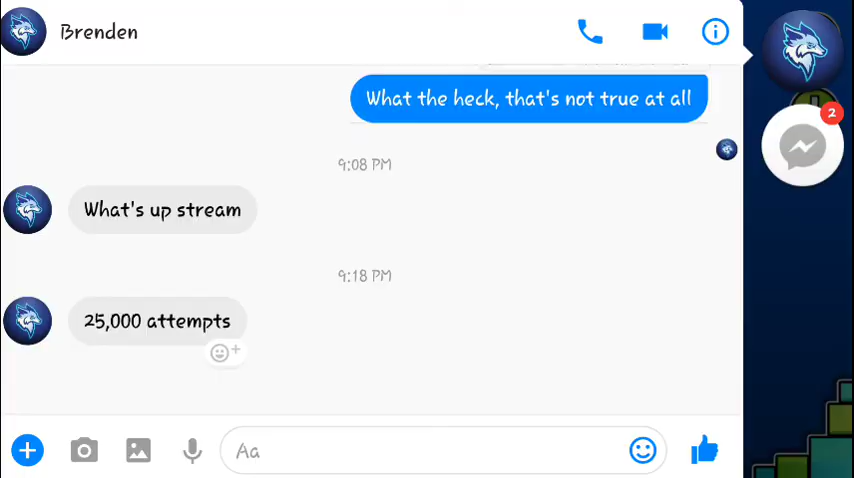 Brenden
What the heck, that's not true at all
9:08 PM
What's up stream
9:18 PM
25,000 attempts
Aa
2